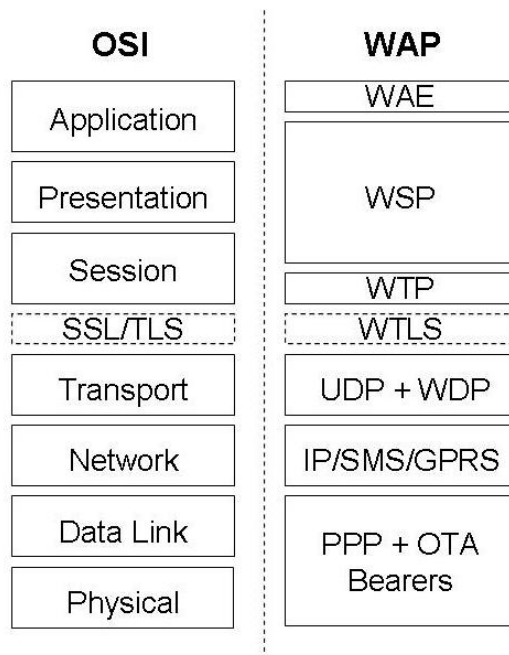 OSI
Application
Presentation
Session
SSL/TLS
Transport
Network
Data Link
Physical
WAP
WAE
WSP
WTP
WTLS
UDP + WDP
IP/SMS/GPRS
PPP + OTA
Bearers